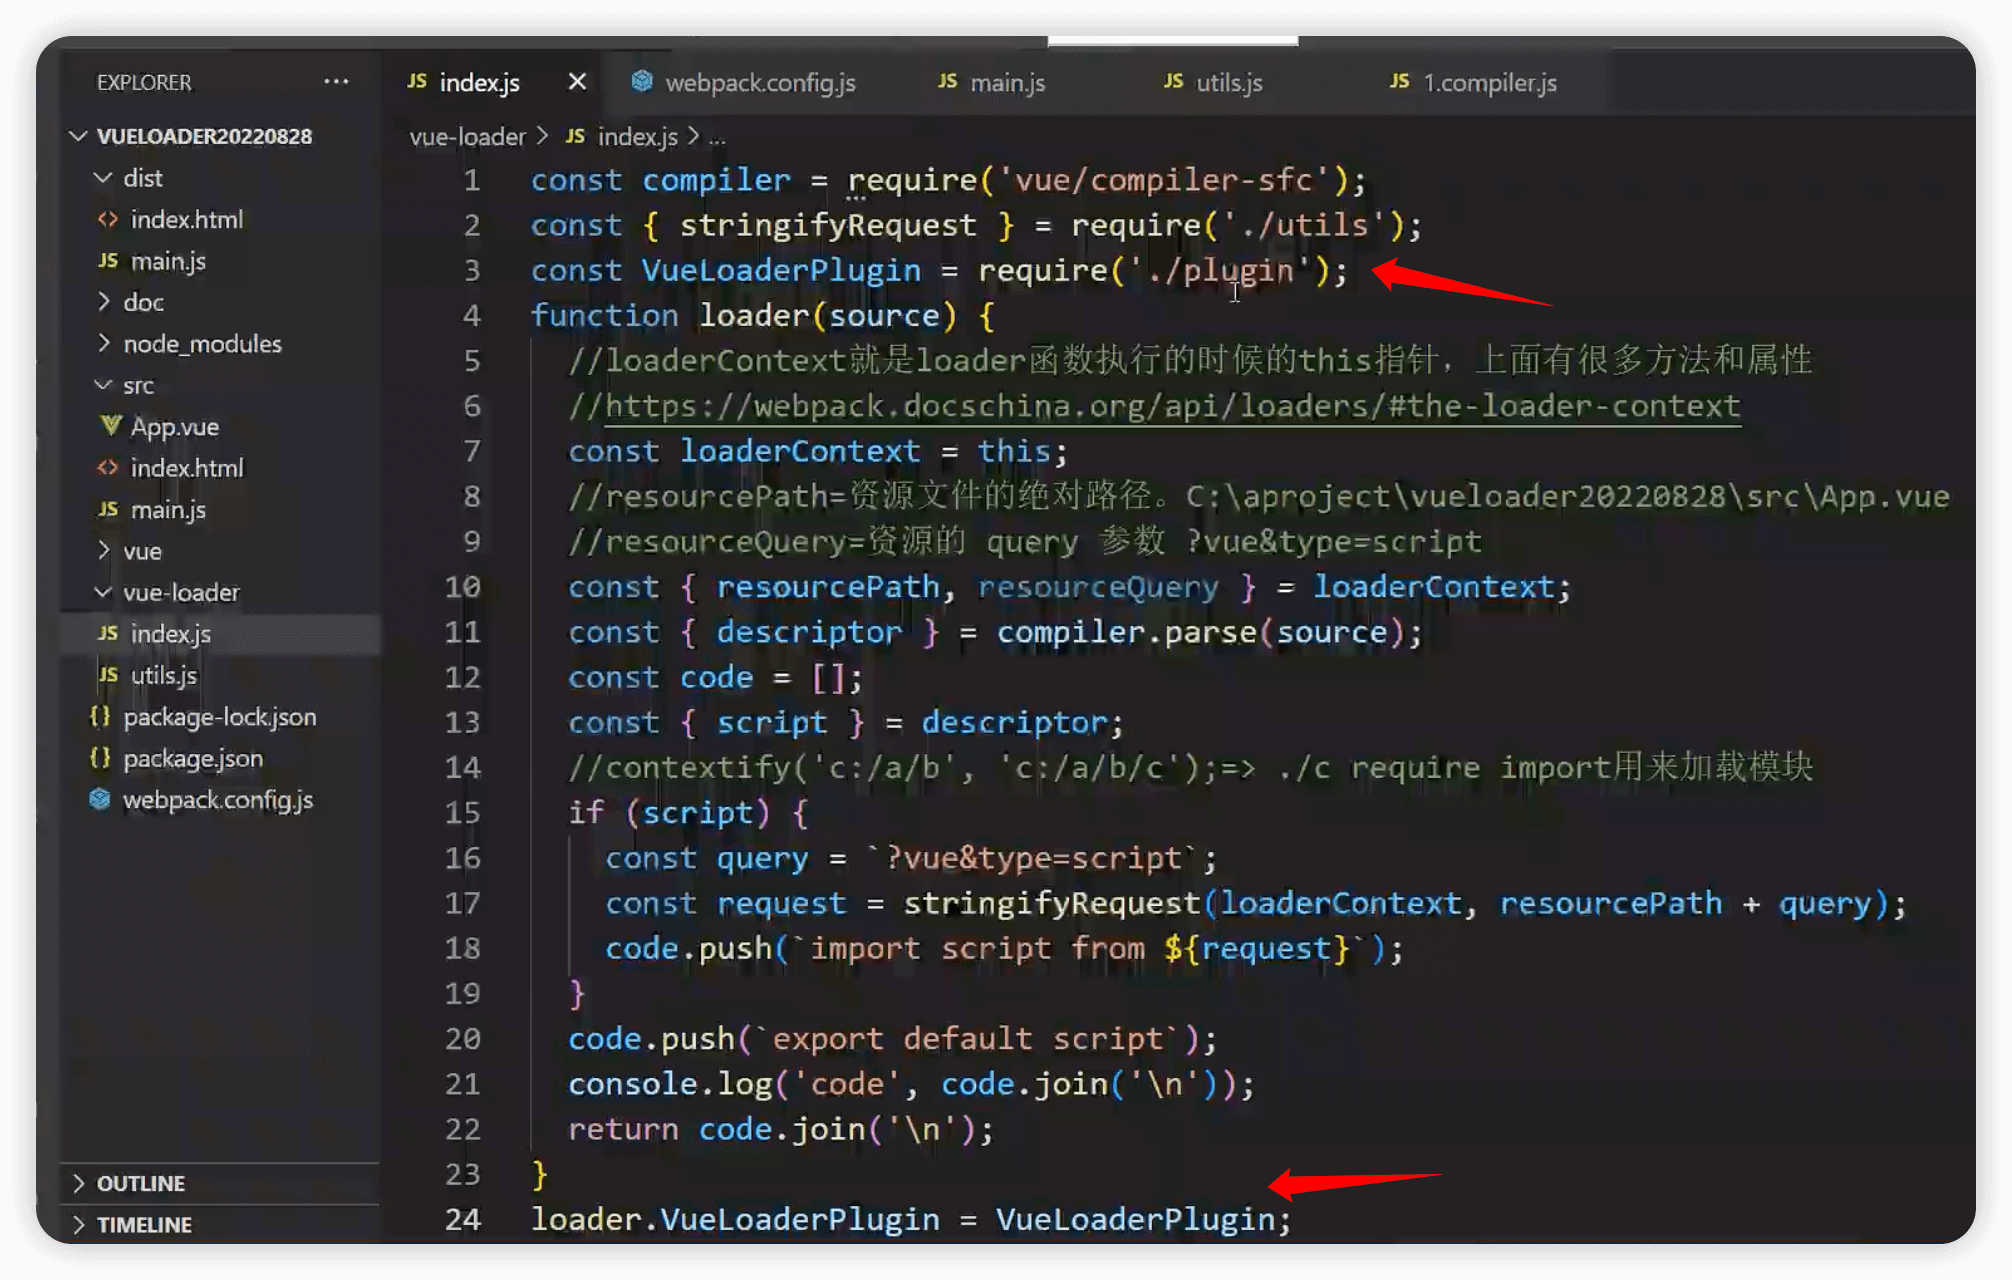 EXPLORER ···
VUELOADER20220828
dist
index.html
main.js
doc
node_modules
src
App.vue
index.html
main.js
vue
vue-loader
index.js
utils.js
package-lock.json
package.json
webpack.config.js
OUTLINE
TIMELINE
JS index.js × webpack.config.js JS main.js JS utils.js JS 1.compiler.js
vue-loader > JS index.js > ...
1 const compiler = require('vue/compiler-sfc');
2 const { stringifyRequest } = require('./utils');
3 const VueLoaderPlugin = require('./plugin');
4 function loader(source) {
5 //loaderContext就是loader函数执行的时候的this指针，上面有很多方法和属性
6 //https://webpack.docschina.org/api/loaders/#the-loader-context
7 const loaderContext = this;
8 //resourcePath=资源文件的绝对路径。C:\aproject\vueloader20220828\src\App.vue
9 //resourceQuery=资源的 query 参数 ?vue&type=script
10 const { resourcePath, resourceQuery } = loaderContext;
11 const { descriptor } = compiler.parse(source);
12 const code = [];
13 const { script } = descriptor;
14 //contextify('c:/a/b', 'c:/a/b/c');=> ./c require import用来加载模块
15 if (script) {
16 const query = `?vue&type=script`;
17 const request = stringifyRequest(loaderContext, resourcePath + query);
18 code.push(`import script from ${request}`);
19 }
20 code.push(`export default script`);
21 console.log('code', code.join('\n'));
22 return code.join('\n');
23 }
24 loader.VueLoaderPlugin = VueLoaderPlugin;